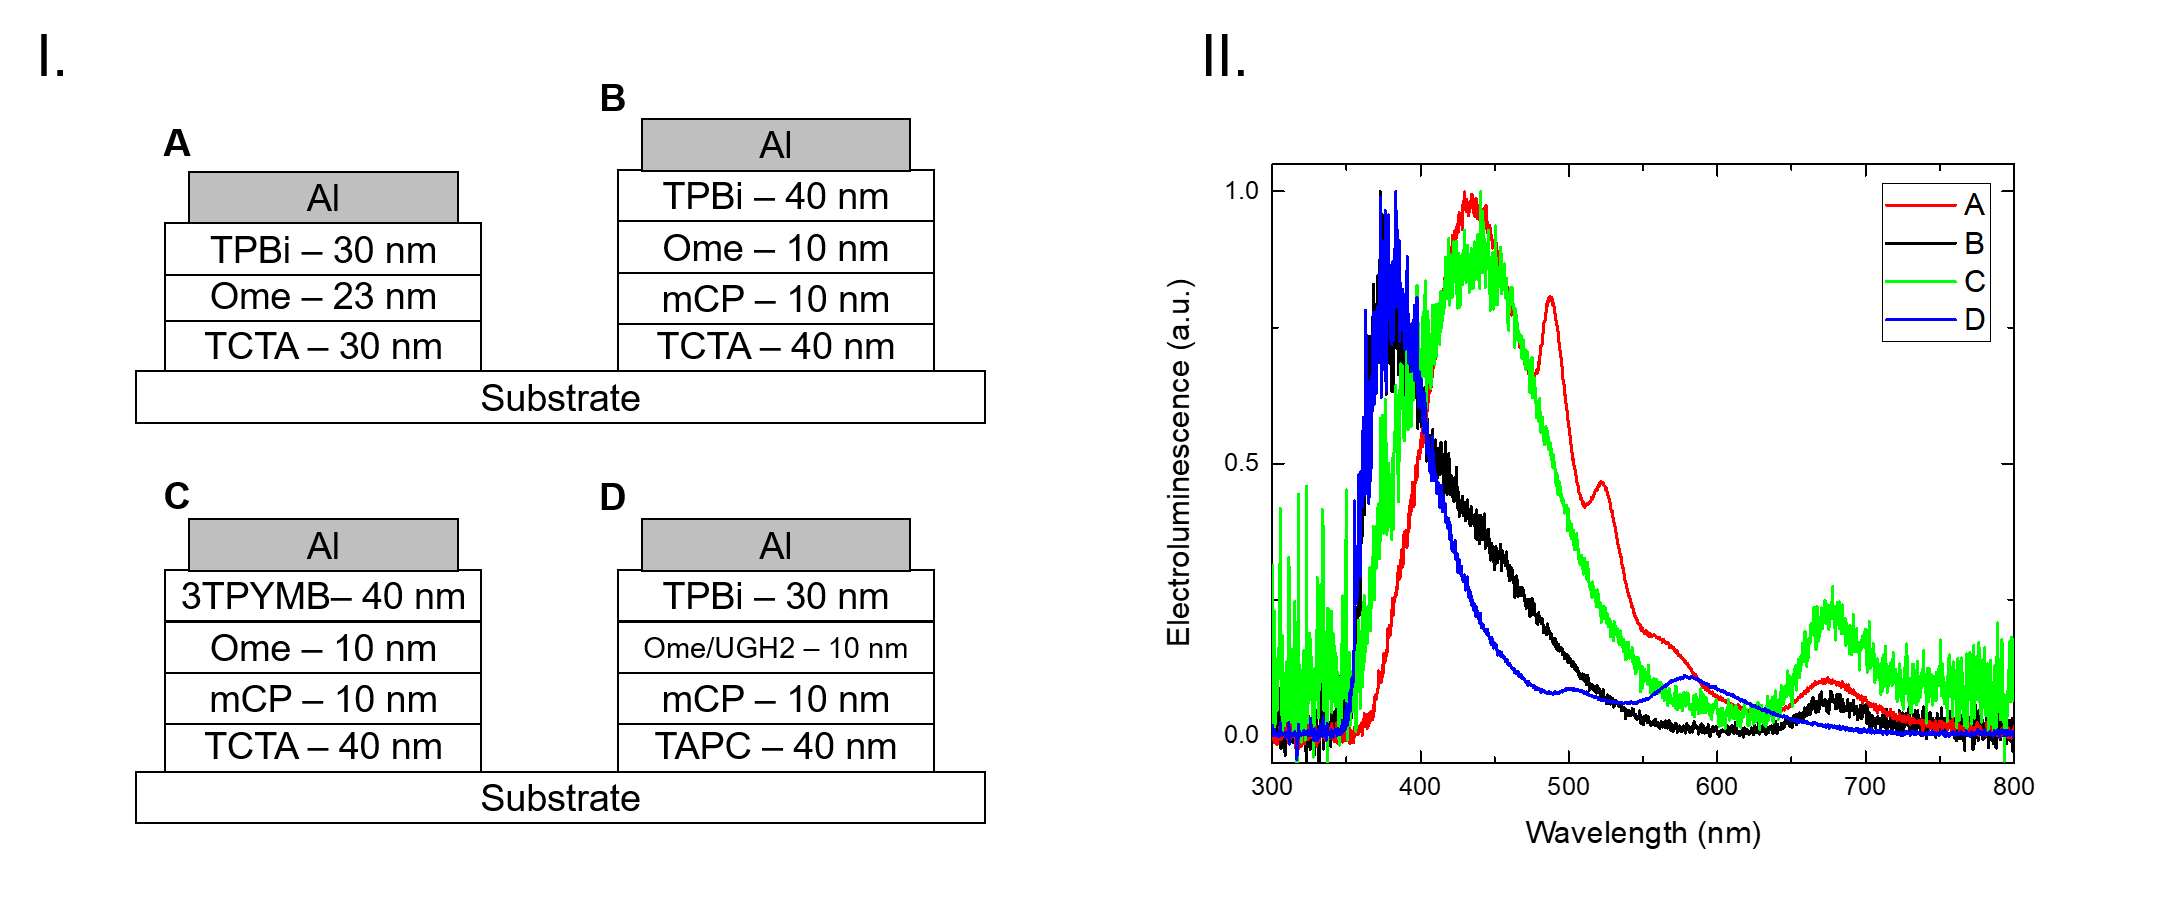 I.
A
Al
TPBi – 30 nm
Ome – 23 nm
TCTA – 30 nm
B
Al
TPBi – 40 nm
Ome – 10 nm
mCP – 10 nm
TCTA – 40 nm
Substrate
C
Al
3TPYMB– 40 nm
Ome – 10 nm
mCP – 10 nm
TCTA – 40 nm
D
Al
TPBi – 30 nm
Ome/UGH2 – 10 nm
mCP – 10 nm
TAPC – 40 nm
Substrate
II.
Electroluminescence (a.u.)
1.0
0.5
0.0
A
B
C
D
300 400 500 600 700 800
Wavelength (nm)